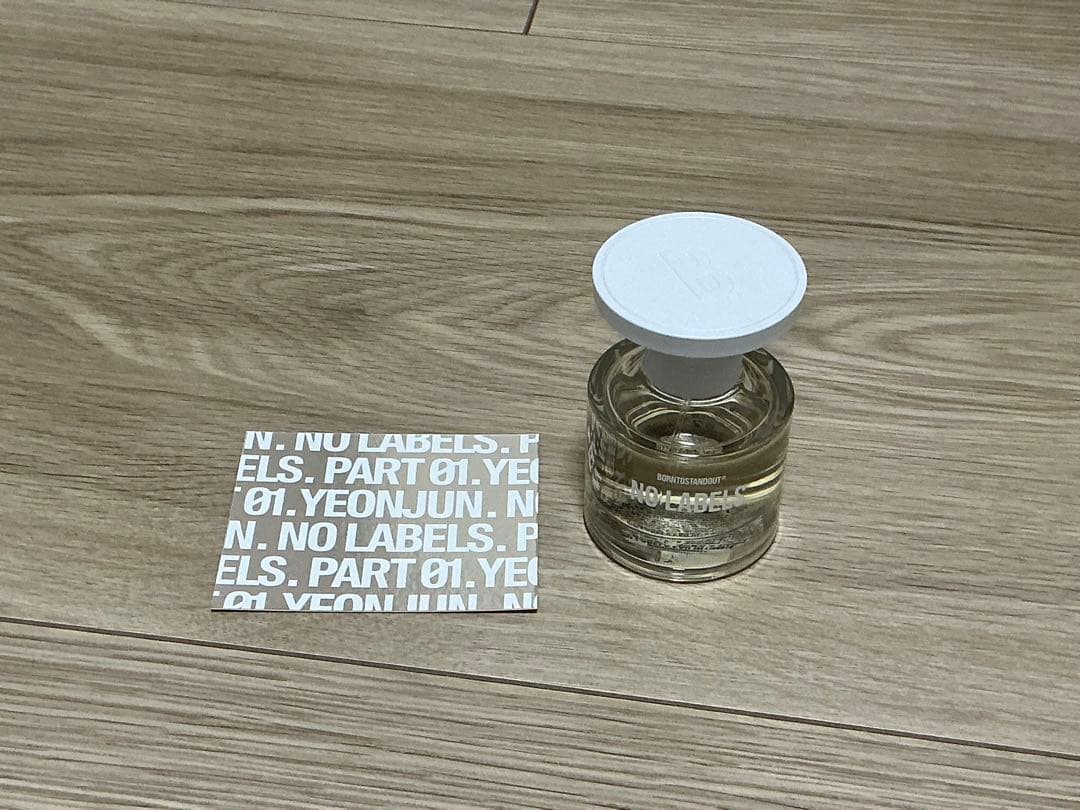 N. NO LABELS. P
ELS. PART 01.YEO
01.YEONJUN. NO
N. NO LABELS. P
ELS. PART 01.YEO
01.YEONJUN. NO
BORNTOSTANDOUT®
NO LABELS